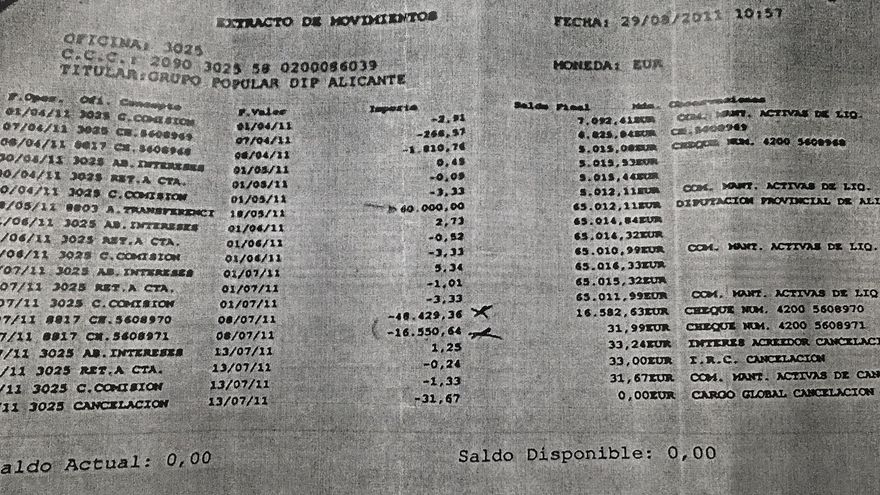 EXTRACTO DE MOVIMIENTOS FECHA: 29/08/2011 10:57
OFICINA: 3025
C.C.C.: 2090 3025 58 0200086039 MONEDA: EUR
TITULAR:GRUPO POPULAR DIP ALICANTE
F.Oper. Ofi. Concepto F.Valor Importe Saldo Final Observaciones
01/04/11 3025 C.COMISION 01/04/11 -2,91 7.092,41EUR COM. MANT. ACTIVAS DE LIQ.
07/04/11 3025 CH.5608969 07/04/11 -266,57 6.825,84EUR CH.5608969
08/04/11 8817 CH.5608968 08/04/11 -1.810,76 5.015,08EUR CHEQUE NUM. 4200 5608968
30/04/11 3025 AB.INTERESES 01/05/11 0,45 5.015,53EUR
0/04/11 3025 RET.A CTA. 01/05/11 -0,09 5.015,44EUR
0/04/11 3025 C.COMISION 01/05/11 -3,33 5.012,11EUR COM. MANT. ACTIVAS DE LIQ.
8/05/11 8803 A.TRANSFERENCI 18/05/11 60.000,00 65.012,11EUR DIPUTACION PROVINCIAL DE ALI
/06/11 3025 AB.INTERESES 01/06/11 2,73 65.014,84EUR
/06/11 3025 RET.A CTA. 01/06/11 -0,52 65.014,32EUR
/06/11 3025 C.COMISION 01/06/11 -3,33 65.010,99EUR COM. MANT. ACTIVAS DE LIQ.
/07/11 3025 AB.INTERESES 01/07/11 5,34 65.016,33EUR
07/11 3025 RET.A CTA. 01/07/11 -1,01 65.015,32EUR
07/11 3025 C.COMISION 01/07/11 -3,33 65.011,99EUR COM. MANT. ACTIVAS DE LIQ
7/11 8817 CH.5608970 08/07/11 -48.429,36 16.582,63EUR CHEQUE NUM. 4200 5608970
7/11 8817 CH.5608971 08/07/11 -16.550,64 31,99EUR CHEQUE NUM. 4200 5608971
7/11 3025 AB.INTERESES 13/07/11 1,25 33,24EUR INTERES ACREEDOR CANCELACI
/11 3025 RET.A CTA. 13/07/11 -0,24 33,00EUR I.R.C. CANCELACION
/11 3025 C.COMISION 13/07/11 -1,33 31,67EUR COM. MANT. ACTIVAS DE CAN
/11 3025 CANCELACION 13/07/11 -31,67 0,00EUR CARGO GLOBAL CANCELACION
aldo Actual: 0,00 Saldo Disponible: 0,00